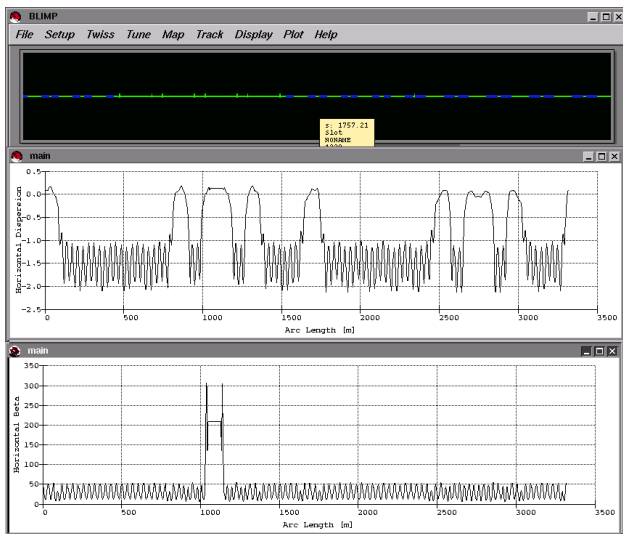 BLIMP
File Setup Twiss Tune Map Track Display Plot Help
s: 1757.21
Slot
NONAME
main
Horizontal Dispersion
0.5
0.0
-0.5
-1.0
-1.5
-2.0
-2.5
0 500 1000 1500 2000 2500 3000 3500
Arc Length [m]
main
Horizontal Beta
350
300
250
200
150
100
50
0
0 500 1000 1500 2000 2500 3000 3500
Arc Length [m]